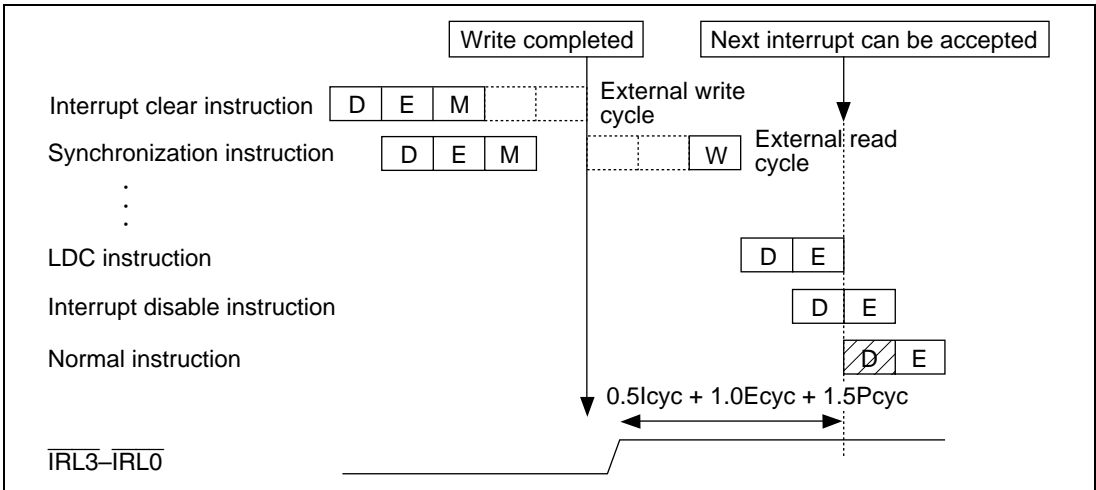 Write completed
Next interrupt can be accepted
Interrupt clear instruction D E M External write
cycle
Synchronization instruction D E M W External read
cycle
.
.
.
LDC instruction D E
Interrupt disable instruction D E
Normal instruction D E
0.5Icyc + 1.0Ecyc + 1.5Pcyc
IRL3–IRL0